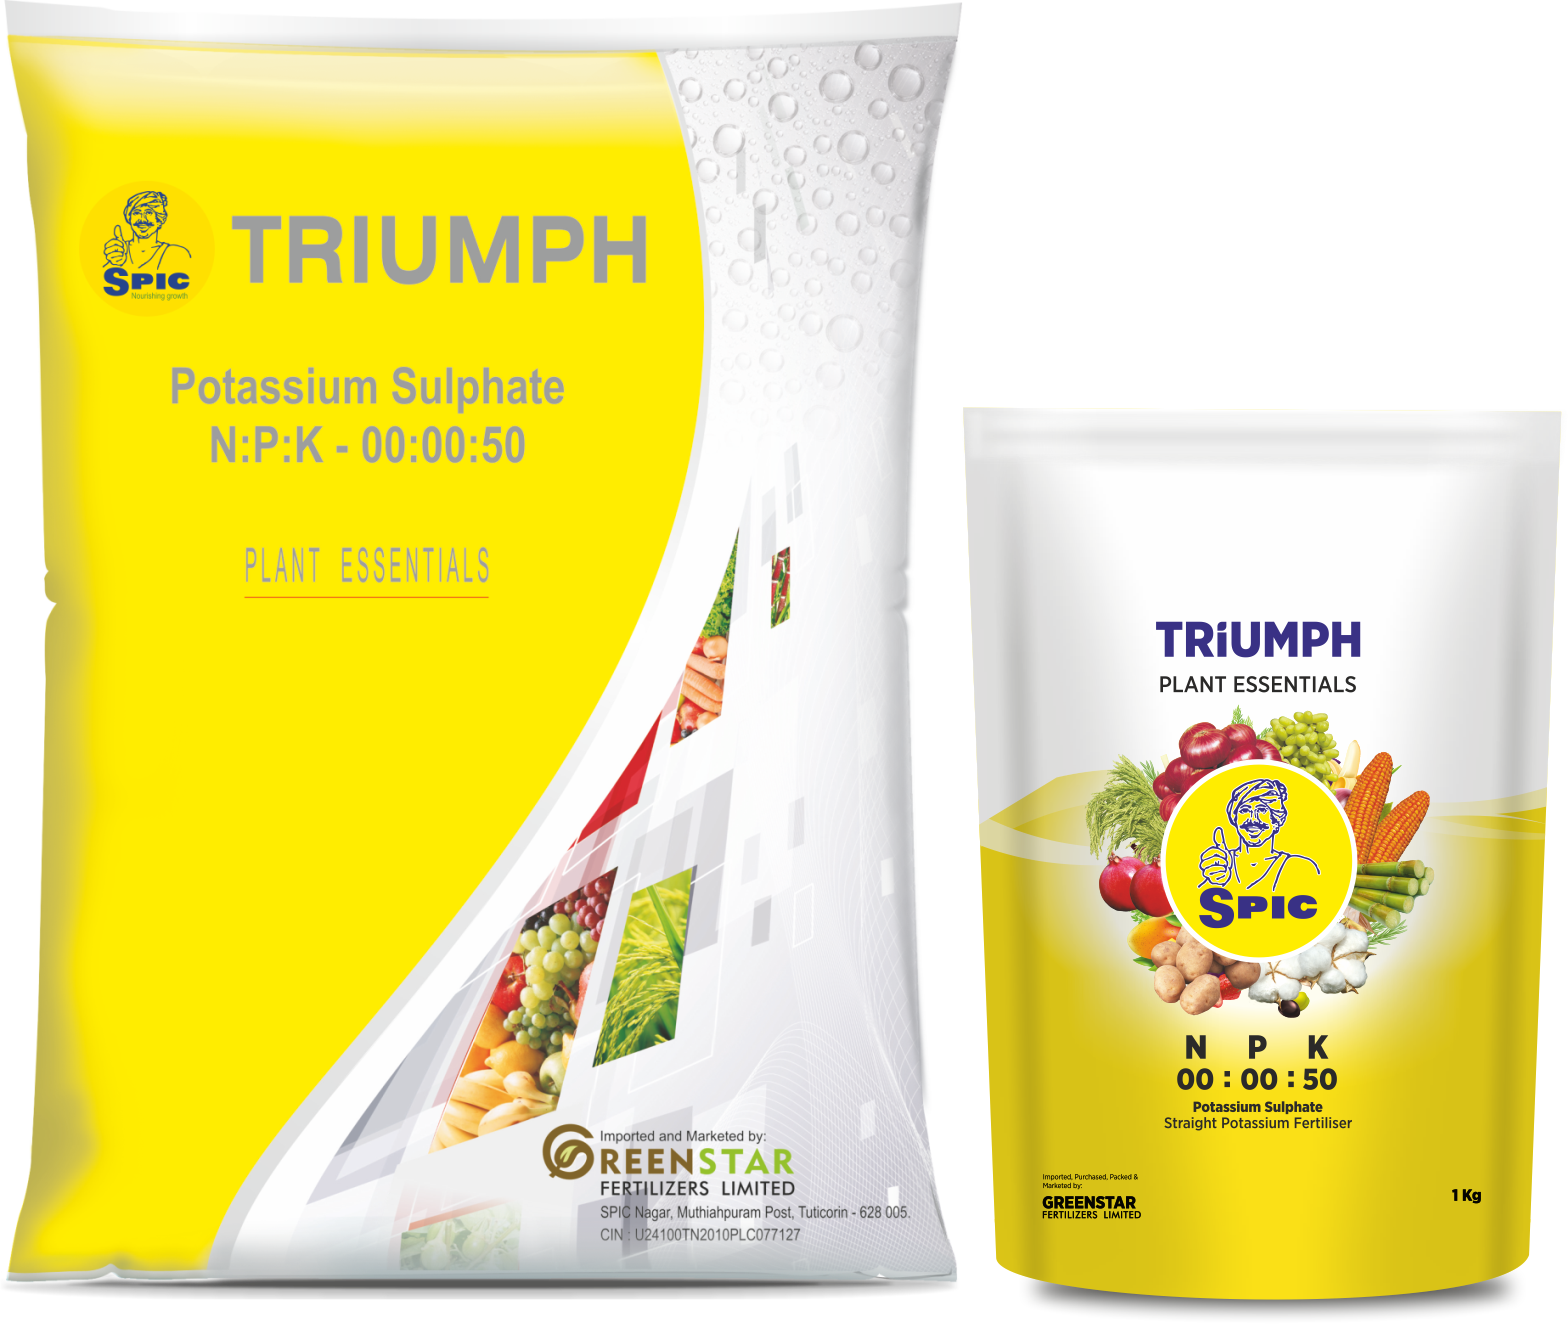 SPIC
Nourishing growth
TRIUMPH
Potassium Sulphate
N:P:K - 00:00:50
PLANT ESSENTIALS
Imported and Marketed by:
GREENSTAR
FERTILIZERS LIMITED
SPIC Nagar, Muthiahpuram Post, Tuticorin - 628 005.
CIN : U24100TN2010PLC077127
TRiUMPH
PLANT ESSENTIALS
SPIC
N P K
00 : 00 : 50
Potassium Sulphate
Straight Potassium Fertiliser
Imported, Purchased, Packed &
Marketed by:
GREENSTAR
FERTILIZERS LIMITED
1 Kg